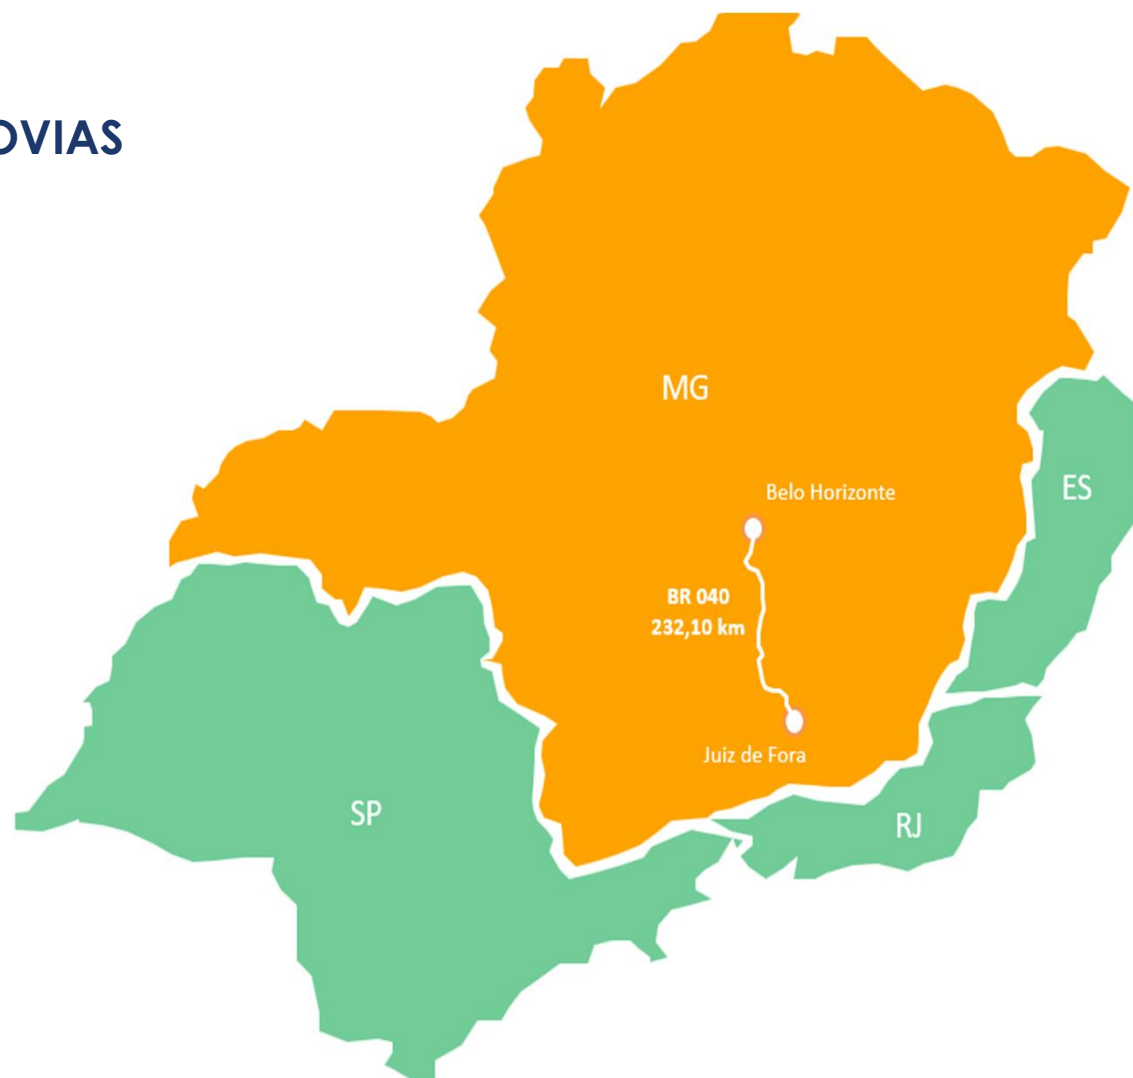 OVIAS
MG
Belo Horizonte
ES
BR 040
232,10 km
Juiz de Fora
SP
RJ